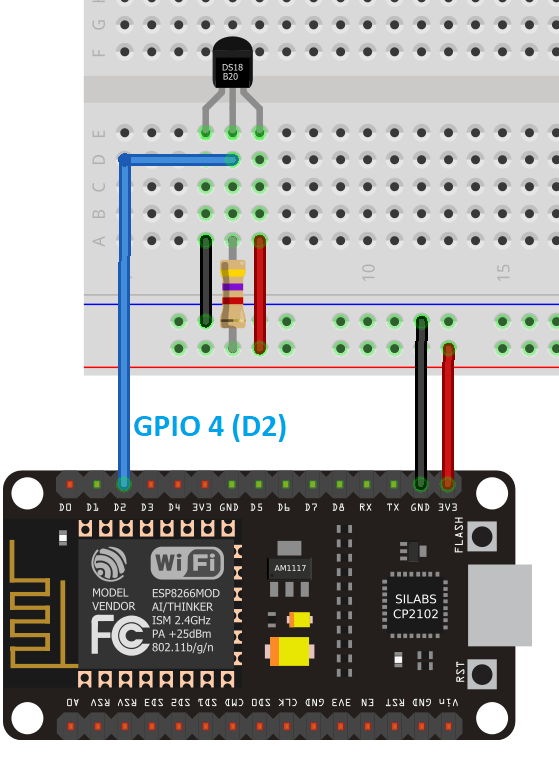 G
F
DS18
B20
E
D
C
B
A
10
15
GPIO 4 (D2)
D0 D1 D2 D3 D4 3V3 GND D5 D6 D7 D8 RX TX GND 3V3
FLASH
WiFi
AM1117
MODEL
VENDOR
ESP8266MOD
AI/THINKER
ISM 2.4GHz
PA +25dBm
802.11b/g/n
FC
SILABS
CP2102
RST
A0 RSV RSV SD3 SD2 SD1 CMD SD0 CLK GND 3V3 EN RST GND Vin